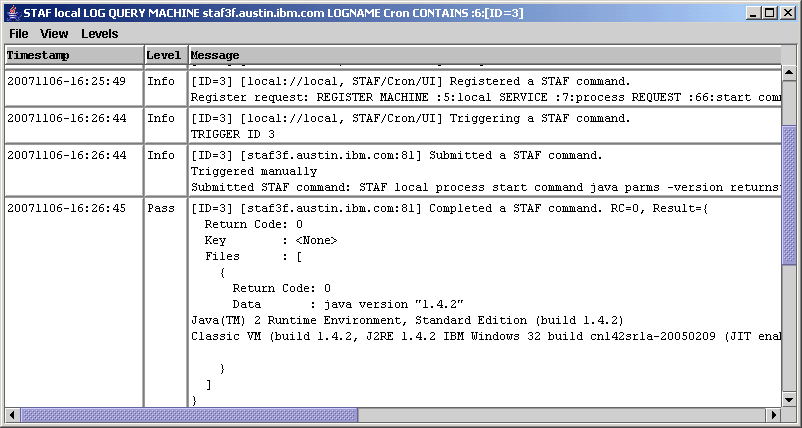 STAF local LOG QUERY MACHINE staf3f.austin.ibm.com LOGNAME Cron CONTAINS :6:[ID=3]
File View Levels
Timestamp Level Message
20071106-16:25:49 Info [ID=3] [local://local, STAF/Cron/UI] Registered a STAF command.
Register request: REGISTER MACHINE :5:local SERVICE :7:process REQUEST :66:start com
20071106-16:26:44 Info [ID=3] [local://local, STAF/Cron/UI] Triggering a STAF command.
TRIGGER ID 3
20071106-16:26:44 Info [ID=3] [staf3f.austin.ibm.com:81] Submitted a STAF command.
Triggered manually
Submitted STAF command: STAF local process start command java parms -version returns
20071106-16:26:45 Pass [ID=3] [staf3f.austin.ibm.com:81] Completed a STAF command. RC=0, Result={
Return Code: 0
Key : <None>
Files : [
{
Return Code: 0
Data : java version "1.4.2"
Java(TM) 2 Runtime Environment, Standard Edition (build 1.4.2)
Classic VM (build 1.4.2, J2RE 1.4.2 IBM Windows 32 build cn142srla-20050209 (JIT ena
}
]
}